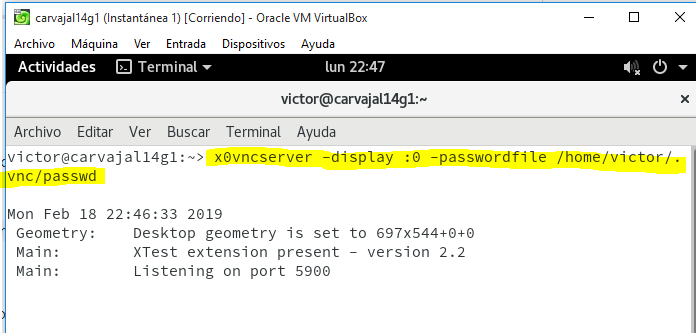 carvajal14g1 (Instantánea 1) [Corriendo] - Oracle VM VirtualBox
Archivo Máquina Ver Entrada Dispositivos Ayuda
Actividades Terminal lun 22:47
victor@carvajal14g1:~
Archivo Editar Ver Buscar Terminal Ayuda
victor@carvajal14g1:~> x0vncserver -display :0 -passwordfile /home/victor/.
vnc/passwd
Mon Feb 18 22:46:33 2019
Geometry: Desktop geometry is set to 697x544+0+0
Main: XTest extension present - version 2.2
Main: Listening on port 5900